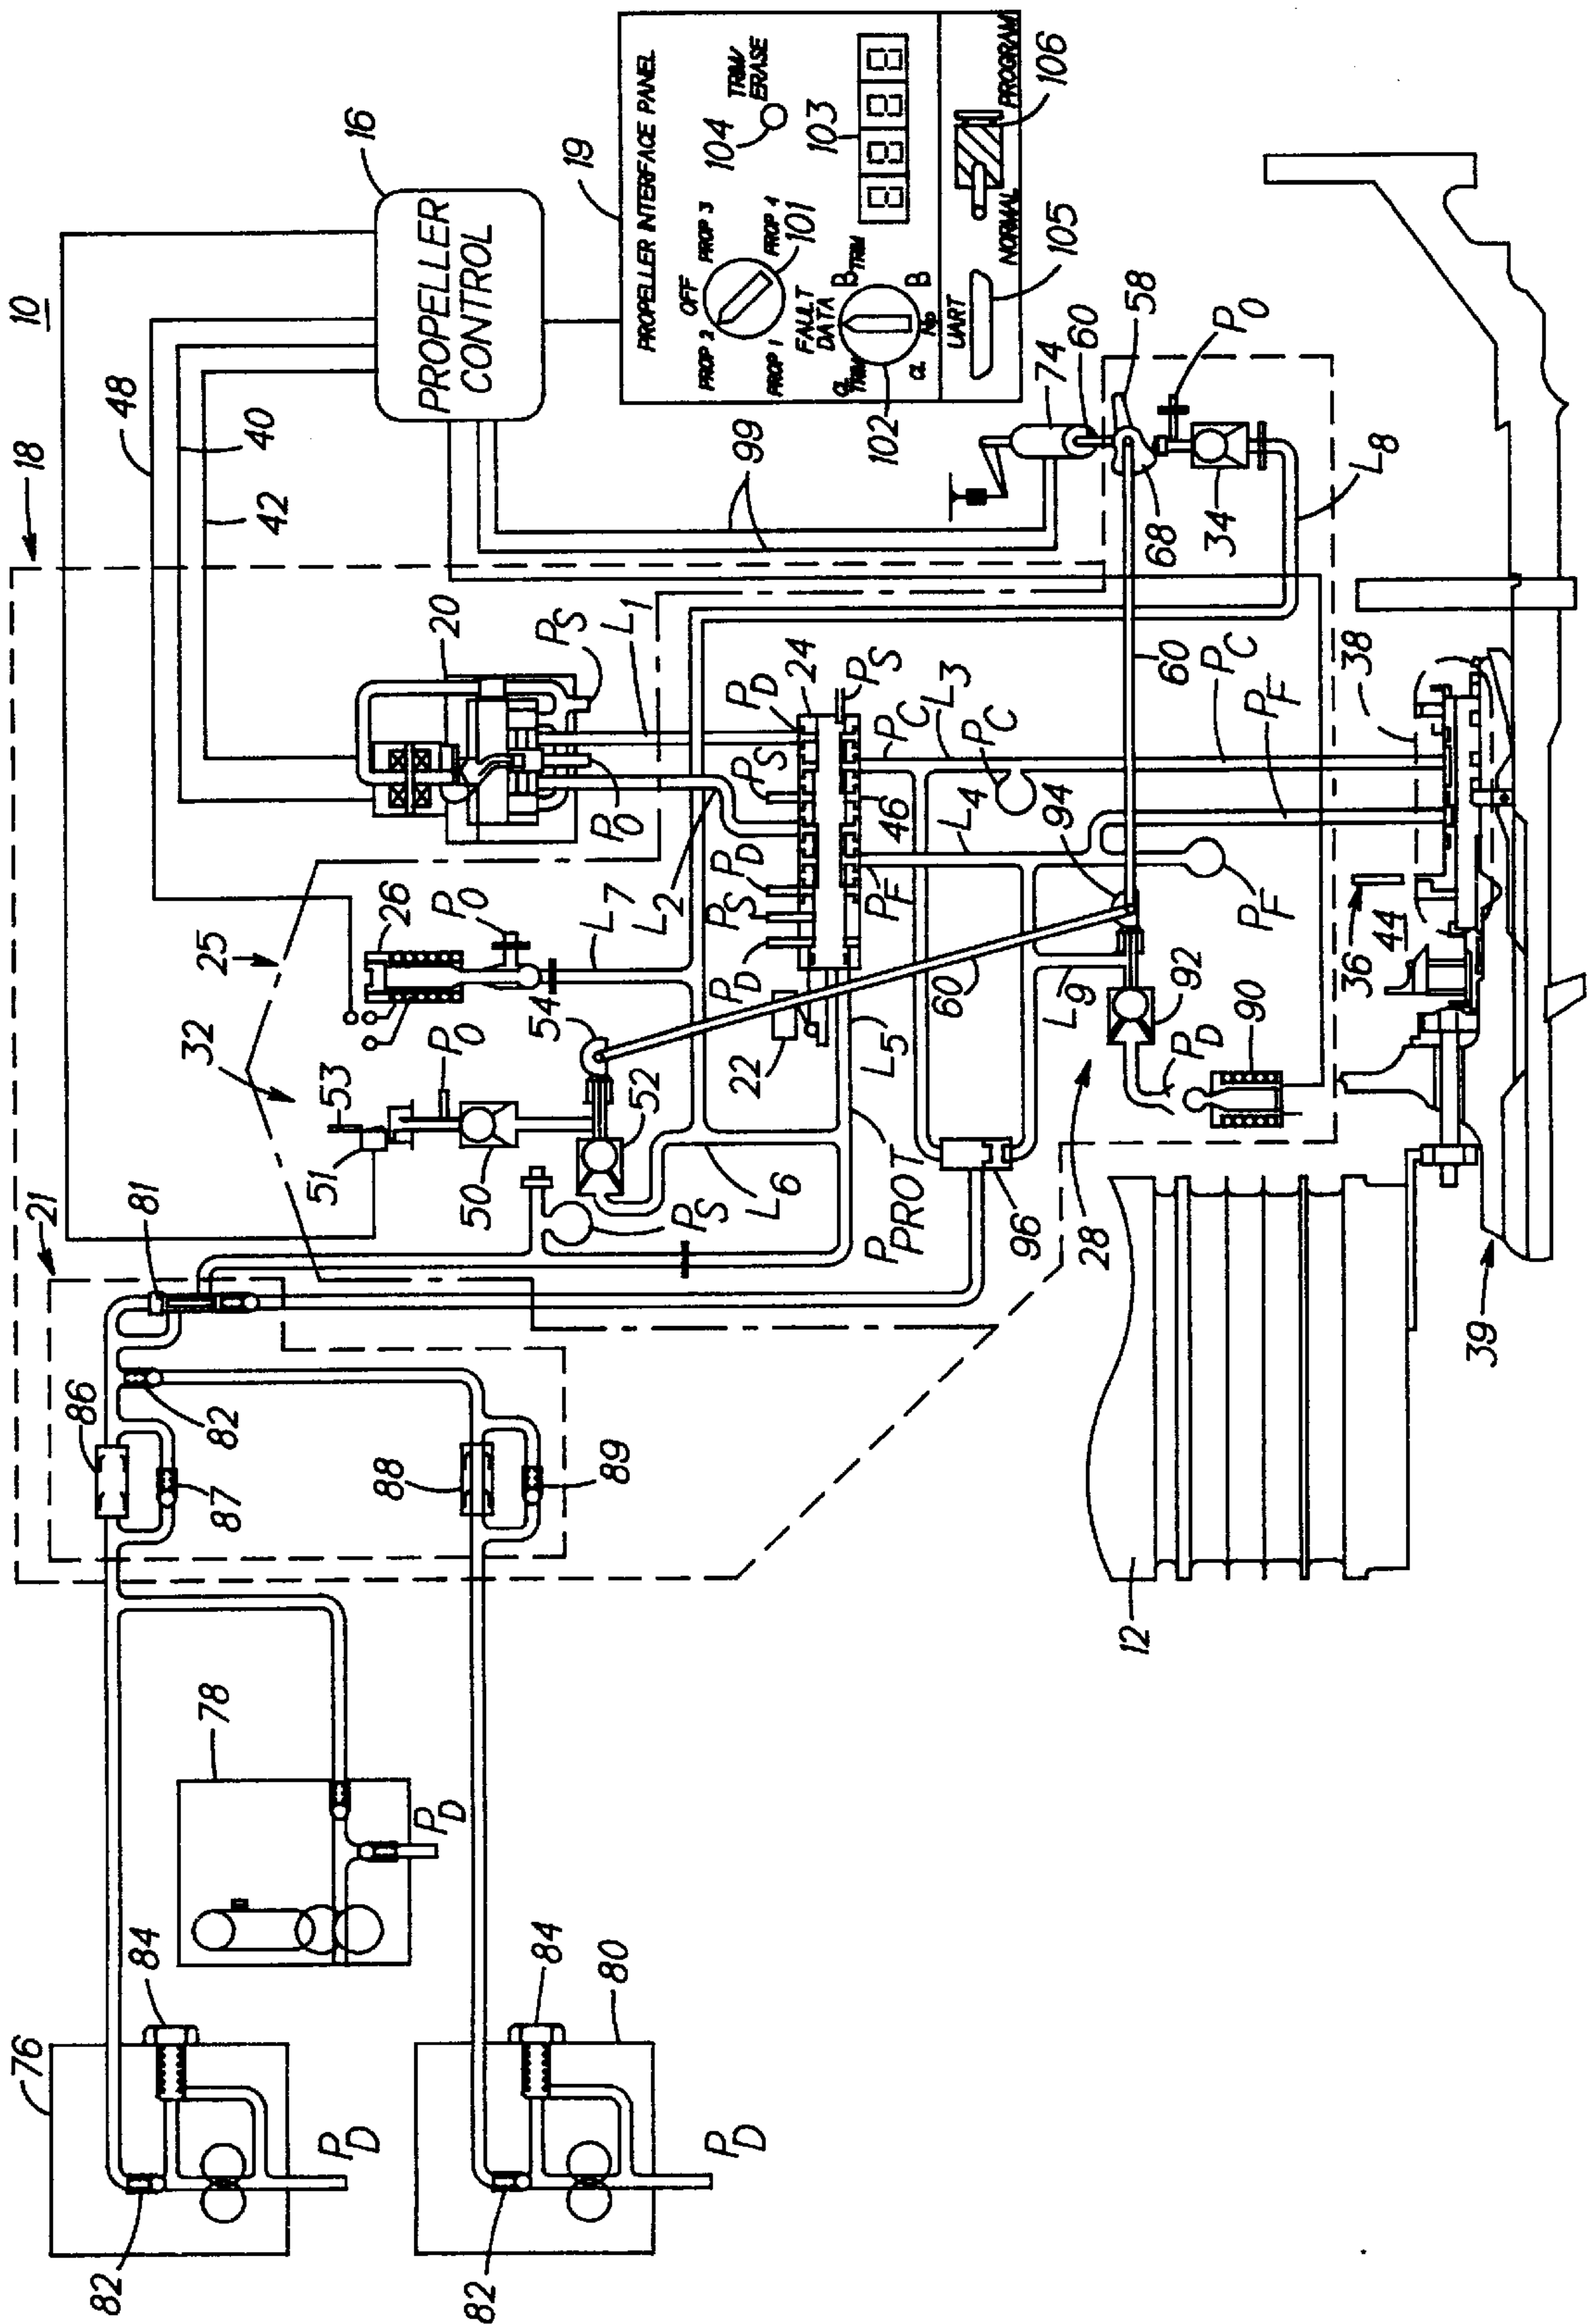 10
18
48
40
42
16
PROPELLER
CONTROL
19
PROPELLER INTERFACE PANEL
PROP 2
OFF
PROP 3
PROP 1
PROP 4
101
104
TRIM/
ERASE
FAULT
DATA
α
TRIM
B TRIM
α
Np
B
102
103
UART
105
NORMAL
PROGRAM
106
99
20
PS
PO
L1
25
26
PO
L7
L2
32
53
51
PO
50
54
52
21
81
86
82
87
88
89
PD
PS
PD
PS
PD
24
PS
22
46
PF
PC
L3
PC
L4
L5
L6
PPROT
PS
96
94
L9
92
PD
90
28
60
60
60
74
58
PO
68
34
L8
PC
PF
PF
38
36
44
39
12
76
84
82
PD
78
PD
84
80
82
PD